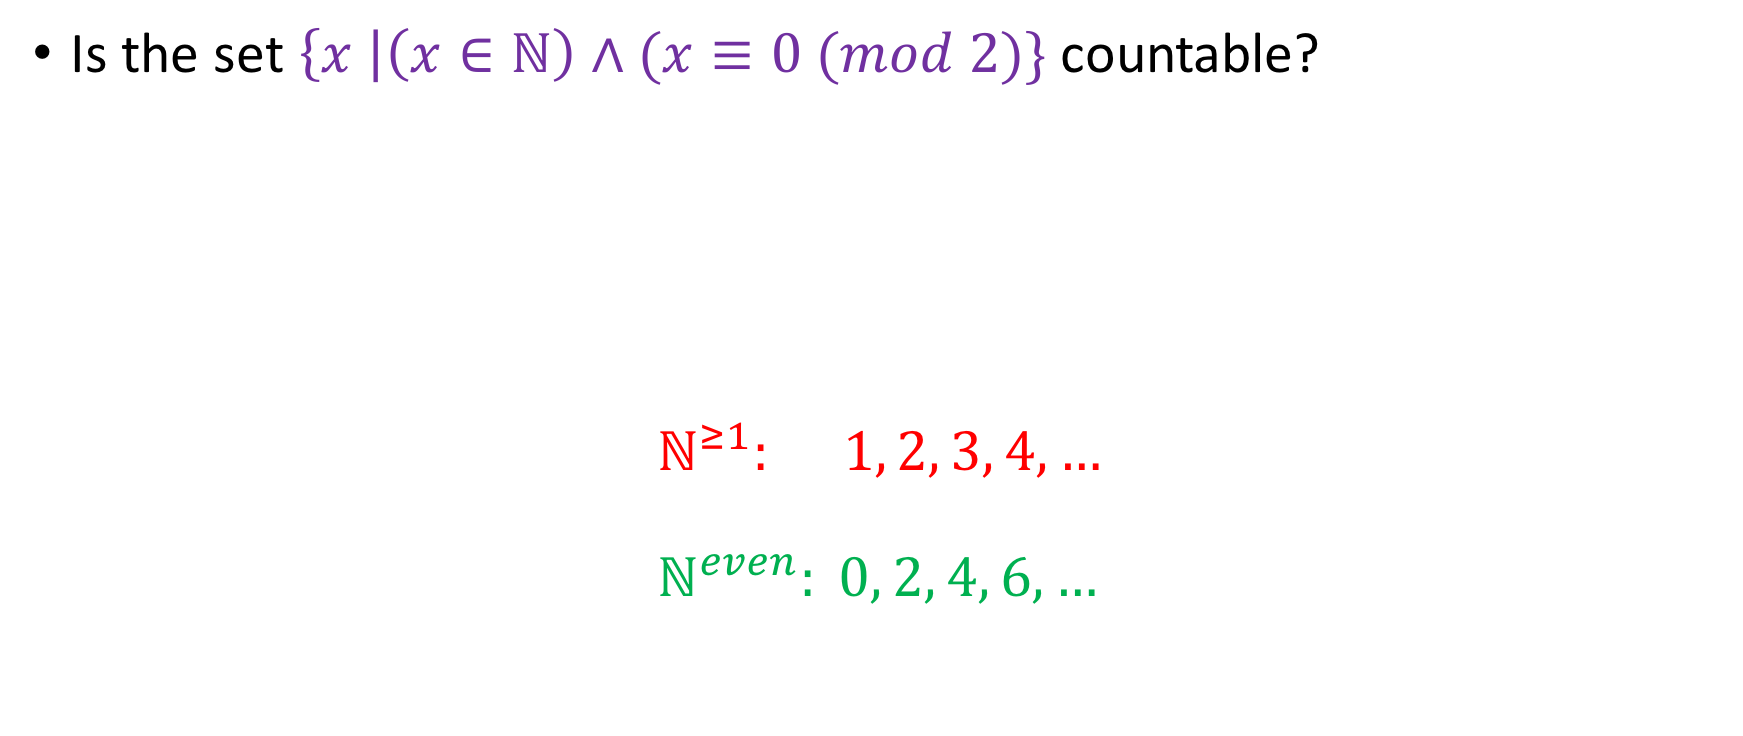 • Is the set {𝑥 |(𝑥 ∈ ℕ) ∧ (𝑥 ≡ 0 (𝑚𝑜𝑑 2)} countable?
ℕ^≥1: 1, 2, 3, 4, …
ℕ^𝑒𝑣𝑒𝑛: 0, 2, 4, 6, …